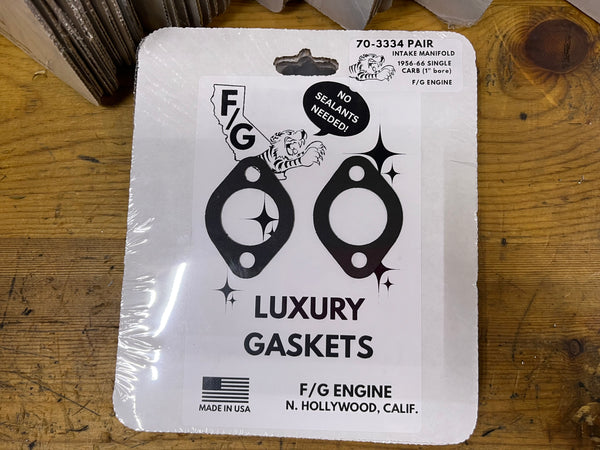 70-3334 PAIR
INTAKE MANIFOLD
1956-66 SINGLE
CARB (1" bore)
F/G ENGINE
F/G
NO
SEALANTS
NEEDED!
LUXURY
GASKETS
MADE IN USA
F/G ENGINE
N. HOLLYWOOD, CALIF.